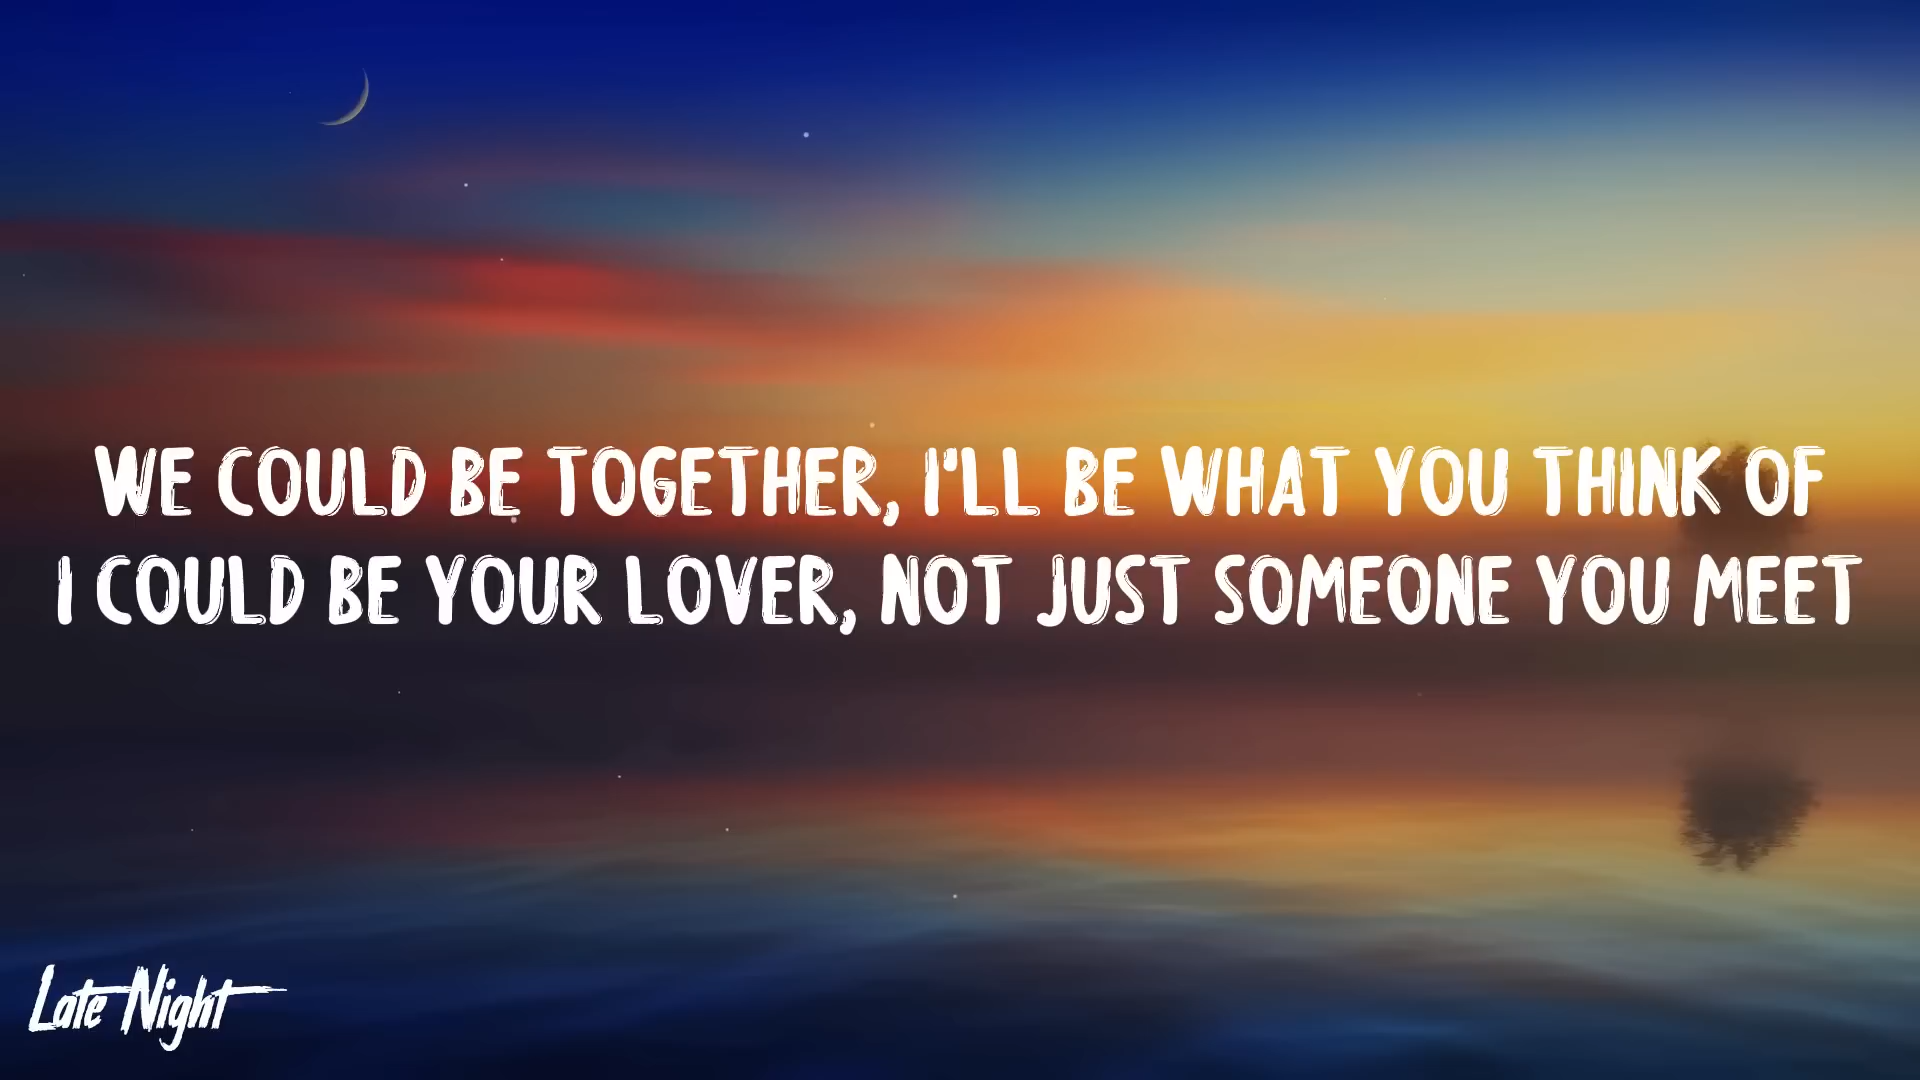 WE COULD BE TOGETHER, I'LL BE WHAT YOU THINK OF
I COULD BE YOUR LOVER, NOT JUST SOMEONE YOU MEET
Late Night